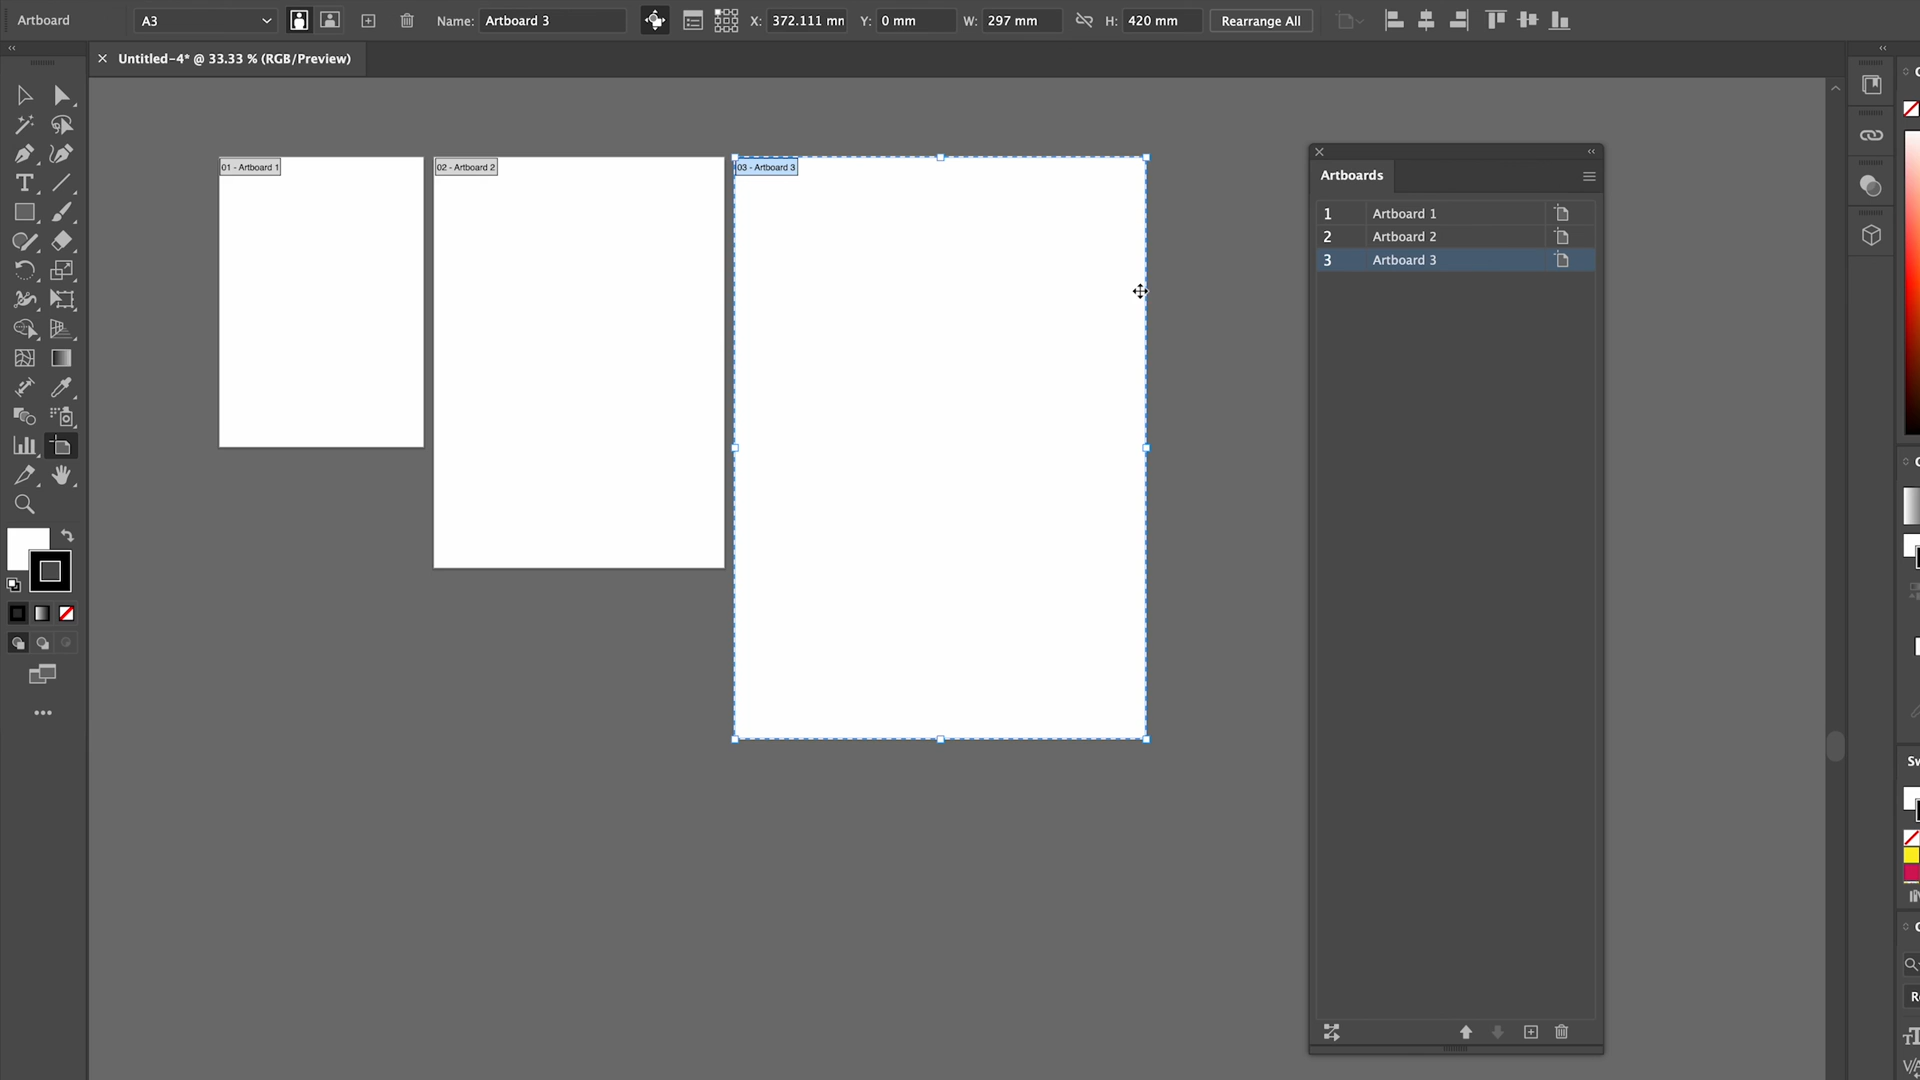 Artboard A3 Name: Artboard 3 X: 372.111 mm Y: 0 mm W: 297 mm H: 420 mm Rearrange All
Untitled-4* @ 33.33 % (RGB/Preview)
01 - Artboard 1
02 - Artboard 2
03 - Artboard 3
Artboards
1 Artboard 1
2 Artboard 2
3 Artboard 3